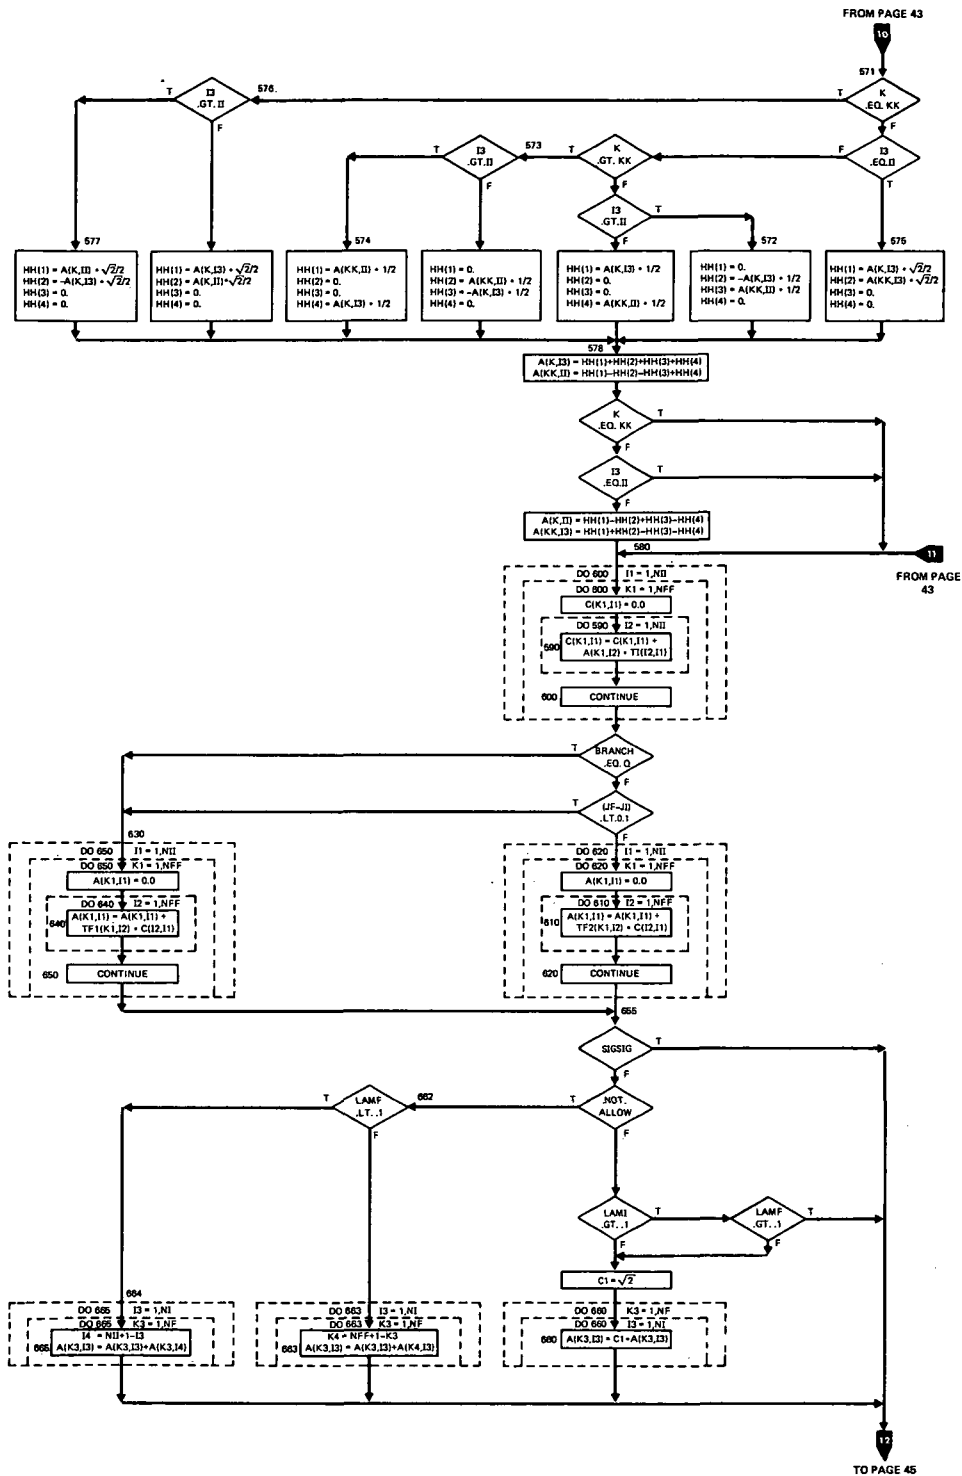 FROM PAGE 43
10
571
K
.EQ. KK
T
F
576.
I3
.GT. II
T
F
I3
.EQ.II
F
T
K
.GT. KK
T
F
573
I3
.GT.II
T
F
I3
.GT.II
T
F
577
HH(1) = A(K,II) * √2/2
HH(2) = -A(K,I3) * √2/2
HH(3) = 0.
HH(4) = 0.
HH(1) = A(K,I3) * √2/2
HH(2) = A(K,II)*√2/2
HH(3) = 0.
HH(4) = 0.
574
HH(1) = A(KK,II) * 1/2
HH(2) = 0.
HH(3) = 0.
HH(4) = A(K,I3) * 1/2
HH(1) = 0.
HH(2) = A(KK,II) * 1/2
HH(3) = -A(K,I3) * 1/2
HH(4) = 0.
HH(1) = A(K,I3) * 1/2
HH(2) = 0.
HH(3) = 0.
HH(4) = A(KK,II) * 1/2
572
HH(1) = 0.
HH(2) = -A(K,I3) * 1/2
HH(3) = A(KK,II) * 1/2
HH(4) = 0.
575
HH(1) = A(K,I3) * √2/2
HH(2) = A(KK,I3) * √2/2
HH(3) = 0.
HH(4) = 0.
578
A(K,I3) = HH(1)+HH(2)+HH(3)+HH(4)
A(KK,II) = HH(1)-HH(2)-HH(3)+HH(4)
K
.EQ. KK
T
F
I3
.EQ.II
T
F
A(K,II) = HH(1)-HH(2)+HH(3)-HH(4)
A(KK,I3) = HH(1)+HH(2)-HH(3)-HH(4)
580
11
FROM PAGE
43
DO 600 I1 = 1,NII
DO 600 K1 = 1,NFF
C(K1,I1) = 0.0
DO 590 I2 = 1,NII
590
C(K1,I1) = C(K1,I1) +
A(K1,I2) * TI(I2,I1)
600
CONTINUE
BRANCH
.EQ. Q
T
F
(JF-JI)
.LT.0.1
T
F
630
DO 650 I1 = 1,NII
DO 650 K1 = 1,NFF
A(K1,I1) = 0.0
DO 640 I2 = 1,NFF
640
A(K1,I1) = A(K1,I1) +
TF1(K1,I2) * C(I2,I1)
650
CONTINUE
DO 620 I1 = 1,NII
DO 620 K1 = 1,NFF
A(K1,I1) = 0.0
DO 610 I2 = 1,NFF
610
A(K1,I1) = A(K1,I1) +
TF2(K1,I2) * C(I2,I1)
620
CONTINUE
655
SIGSIG
T
F
.NOT.
ALLOW
T
F
662
LAMF
.LT. .1
T
F
LAMI
.GT. .1
T
F
LAMF
.GT. .1
T
F
C1 = √2
664
DO 665 I3 = 1,NI
DO 665 K3 = 1,NF
665
I4 = NII+1-I3
A(K3,I3) = A(K3,I3)+A(K3,I4)
DO 663 I3 = 1,NI
DO 663 K3 = 1,NF
663
K4 = NFF+1-K3
A(K3,I3) = A(K3,I3)+A(K4,I3)
DO 660 K3 = 1,NF
DO 660 I3 = 1,NI
660
A(K3,I3) = C1*A(K3,I3)
12
TO PAGE 45